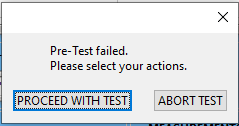 Pre-Test failed.
Please select your actions.
PROCEED WITH TEST
ABORT TEST